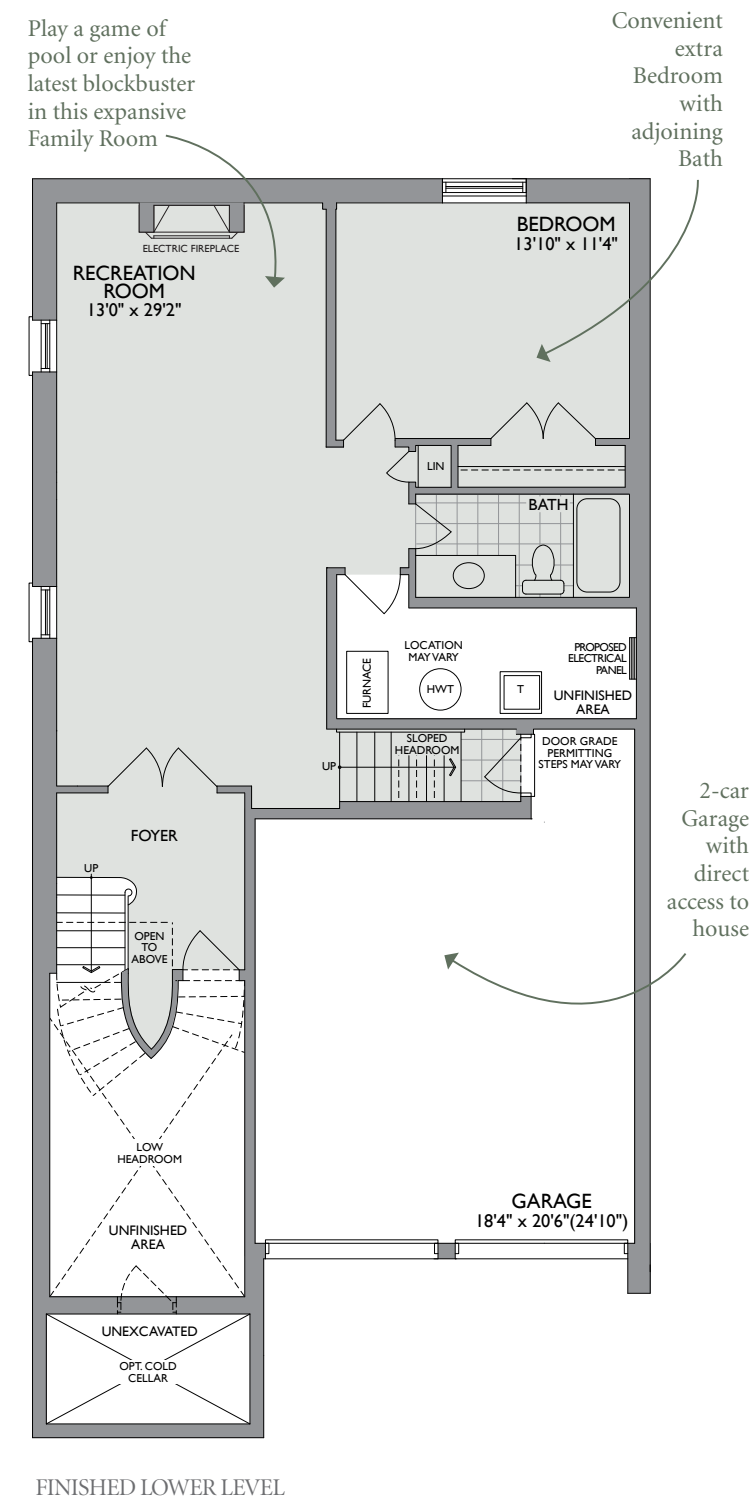 Play a game of
pool or enjoy the
latest blockbuster
in this expansive
Family Room
Convenient
extra
Bedroom
with
adjoining
Bath
ELECTRIC FIREPLACE
RECREATION
ROOM
13'0" x 29'2"
BEDROOM
13'10" x 11'4"
LIN
BATH
LOCATION
MAY VARY
FURNACE
HWT
T
PROPOSED
ELECTRICAL
PANEL
UNFINISHED
AREA
SLOPED
HEADROOM
UP
DOOR GRADE
PERMITTING
STEPS MAY VARY
2-car
Garage
with
direct
access to
house
FOYER
UP
OPEN
TO
ABOVE
LOW
HEADROOM
UNFINISHED
AREA
GARAGE
18'4" x 20'6"(24'10")
UNEXCAVATED
OPT. COLD
CELLAR
FINISHED LOWER LEVEL